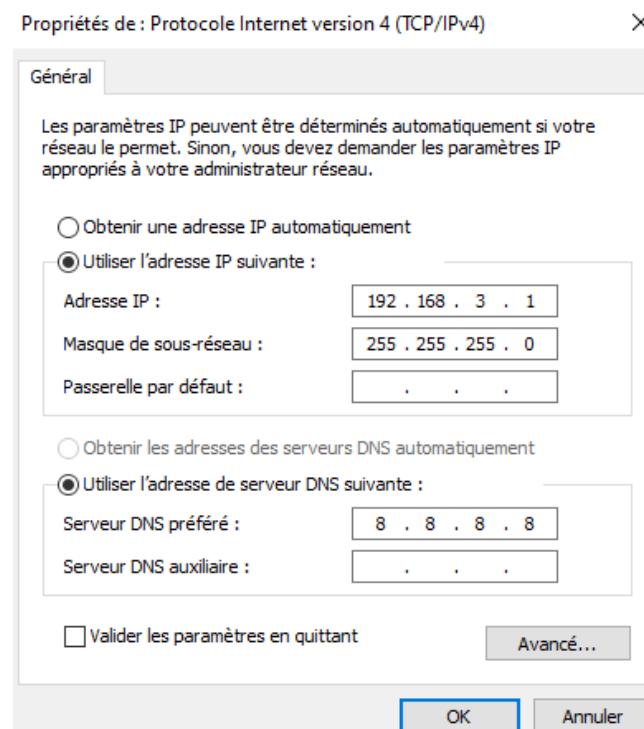 Propriétés de : Protocole Internet version 4 (TCP/IPv4)
Général
Les paramètres IP peuvent être déterminés automatiquement si votre
réseau le permet. Sinon, vous devez demander les paramètres IP
appropriés à votre administrateur réseau.
Obtenir une adresse IP automatiquement
Utiliser l'adresse IP suivante :
Adresse IP : 192 . 168 . 3 . 1
Masque de sous-réseau : 255 . 255 . 255 . 0
Passerelle par défaut : . . .
Obtenir les adresses des serveurs DNS automatiquement
Utiliser l'adresse de serveur DNS suivante :
Serveur DNS préféré : 8 . 8 . 8 . 8
Serveur DNS auxiliaire : . . .
Valider les paramètres en quittant
Avancé...
OK Annuler